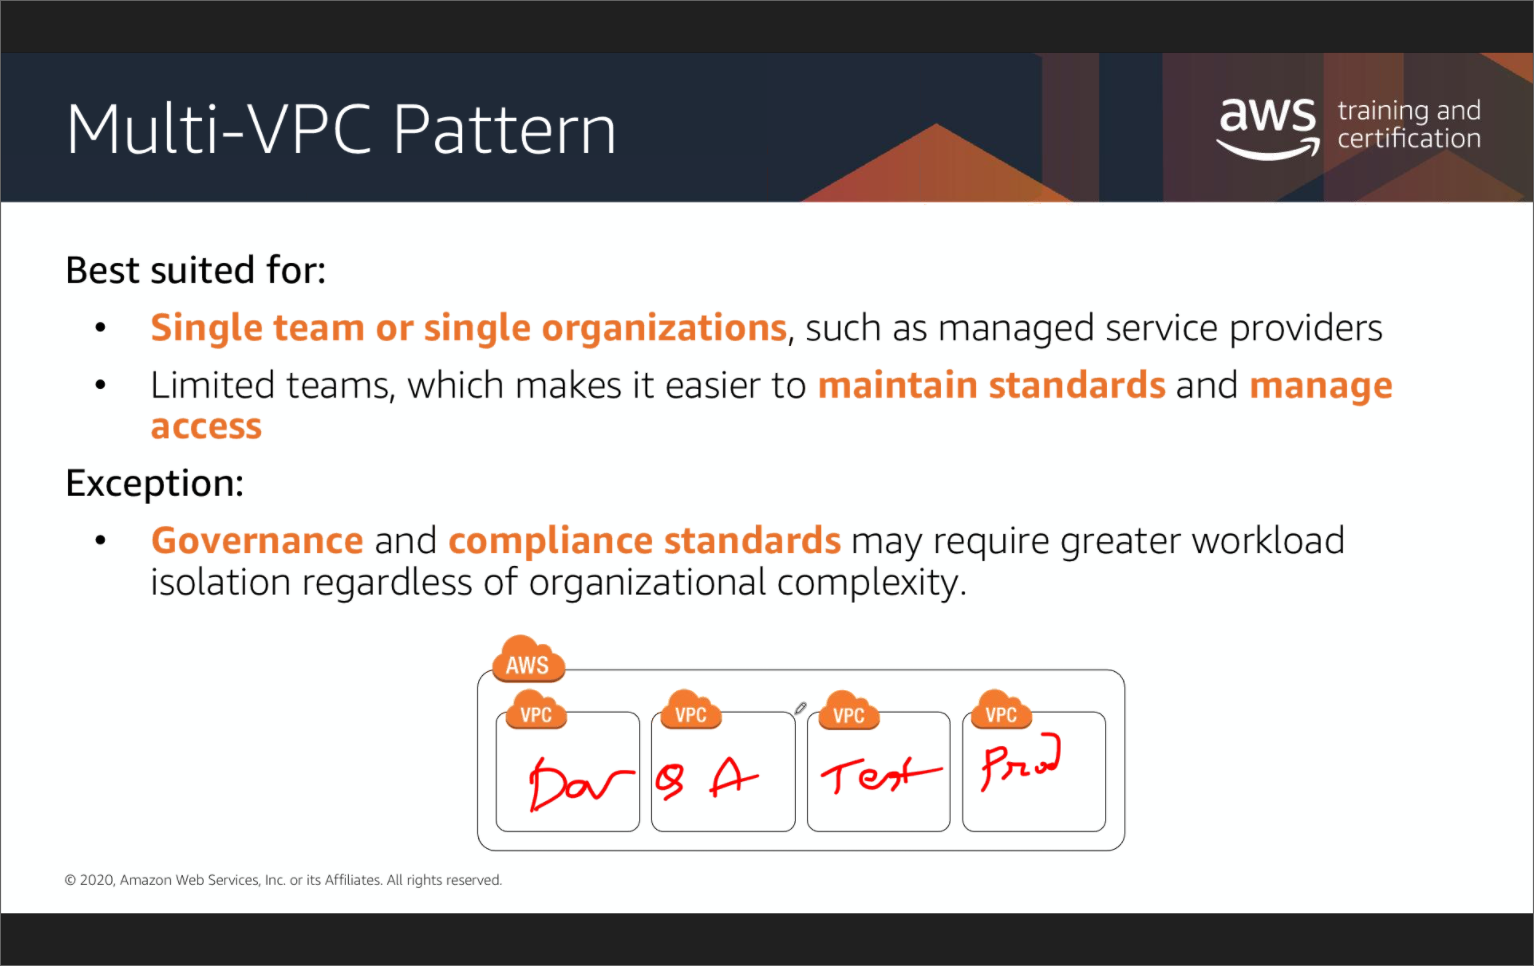 Multi-VPC Pattern
aws training and
certification
Best suited for:
• Single team or single organizations, such as managed service providers
• Limited teams, which makes it easier to maintain standards and manage
access
Exception:
• Governance and compliance standards may require greater workload
isolation regardless of organizational complexity.
AWS
VPC VPC VPC VPC
Dev QA Test Prod
© 2020, Amazon Web Services, Inc. or its Affiliates. All rights reserved.